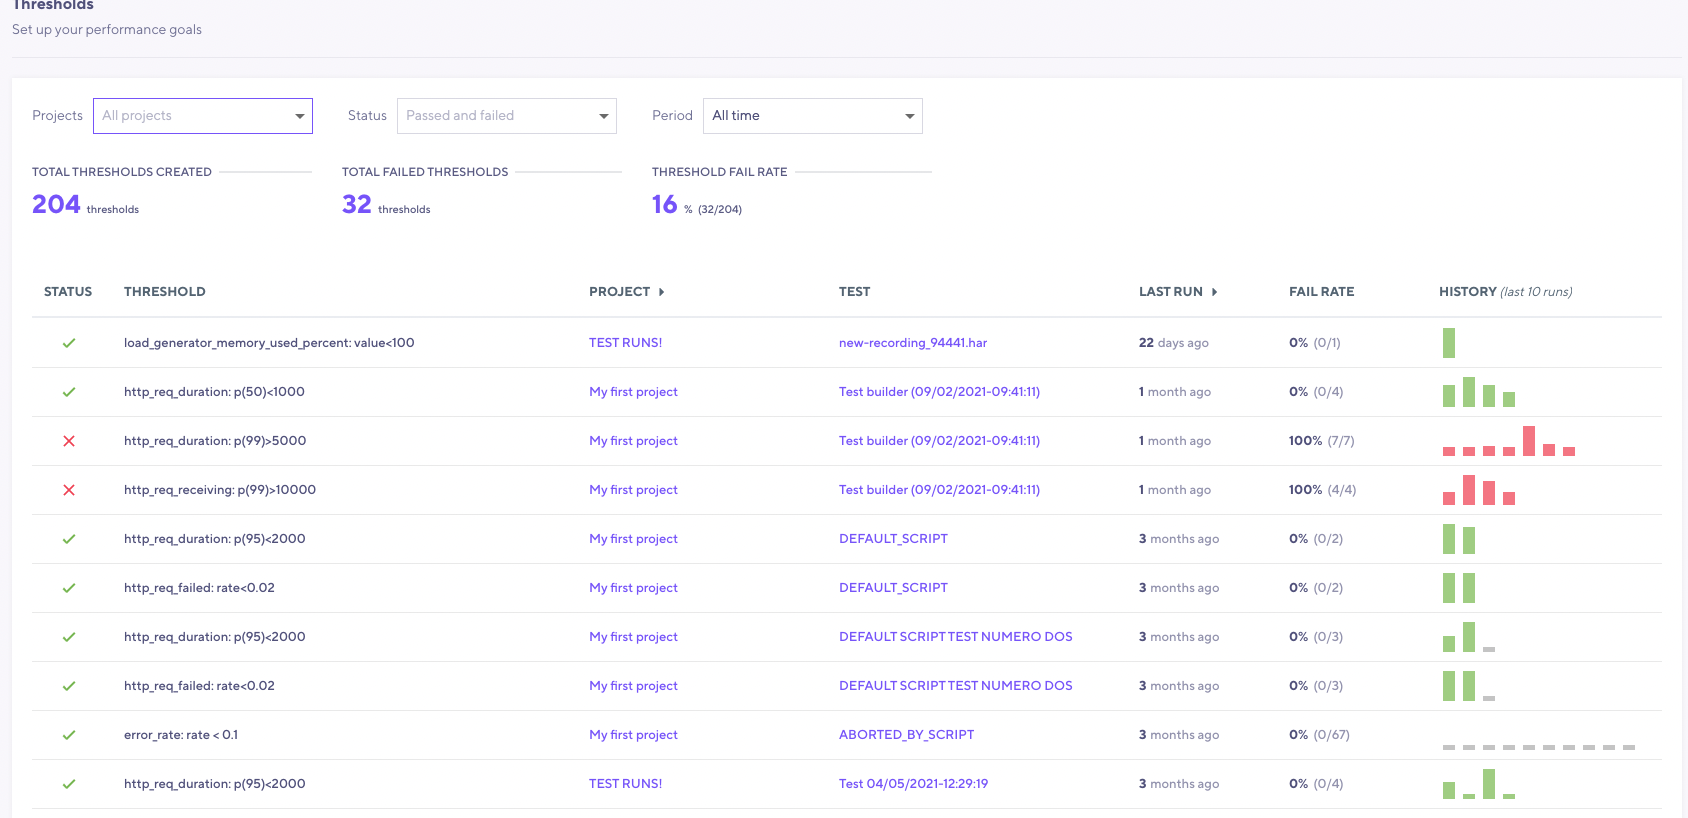 Thresholds
Set up your performance goals
Projects All projects Status Passed and failed Period All time
TOTAL THRESHOLDS CREATED TOTAL FAILED THRESHOLDS THRESHOLD FAIL RATE
204 thresholds 32 thresholds 16 % (32/204)
STATUS THRESHOLD PROJECT TEST LAST RUN FAIL RATE HISTORY (last 10 runs)
load_generator_memory_used_percent: value<100 TEST RUNS! new-recording_94441.har 22 days ago 0% (0/1)
http_req_duration: p(50)<1000 My first project Test builder (09/02/2021-09:41:11) 1 month ago 0% (0/4)
http_req_duration: p(99)>5000 My first project Test builder (09/02/2021-09:41:11) 1 month ago 100% (7/7)
http_req_receiving: p(99)>10000 My first project Test builder (09/02/2021-09:41:11) 1 month ago 100% (4/4)
http_req_duration: p(95)<2000 My first project DEFAULT_SCRIPT 3 months ago 0% (0/2)
http_req_failed: rate<0.02 My first project DEFAULT_SCRIPT 3 months ago 0% (0/2)
http_req_duration: p(95)<2000 My first project DEFAULT SCRIPT TEST NUMERO DOS 3 months ago 0% (0/3)
http_req_failed: rate<0.02 My first project DEFAULT SCRIPT TEST NUMERO DOS 3 months ago 0% (0/3)
error_rate: rate < 0.1 My first project ABORTED_BY_SCRIPT 3 months ago 0% (0/67)
http_req_duration: p(95)<2000 TEST RUNS! Test 04/05/2021-12:29:19 3 months ago 0% (0/4)